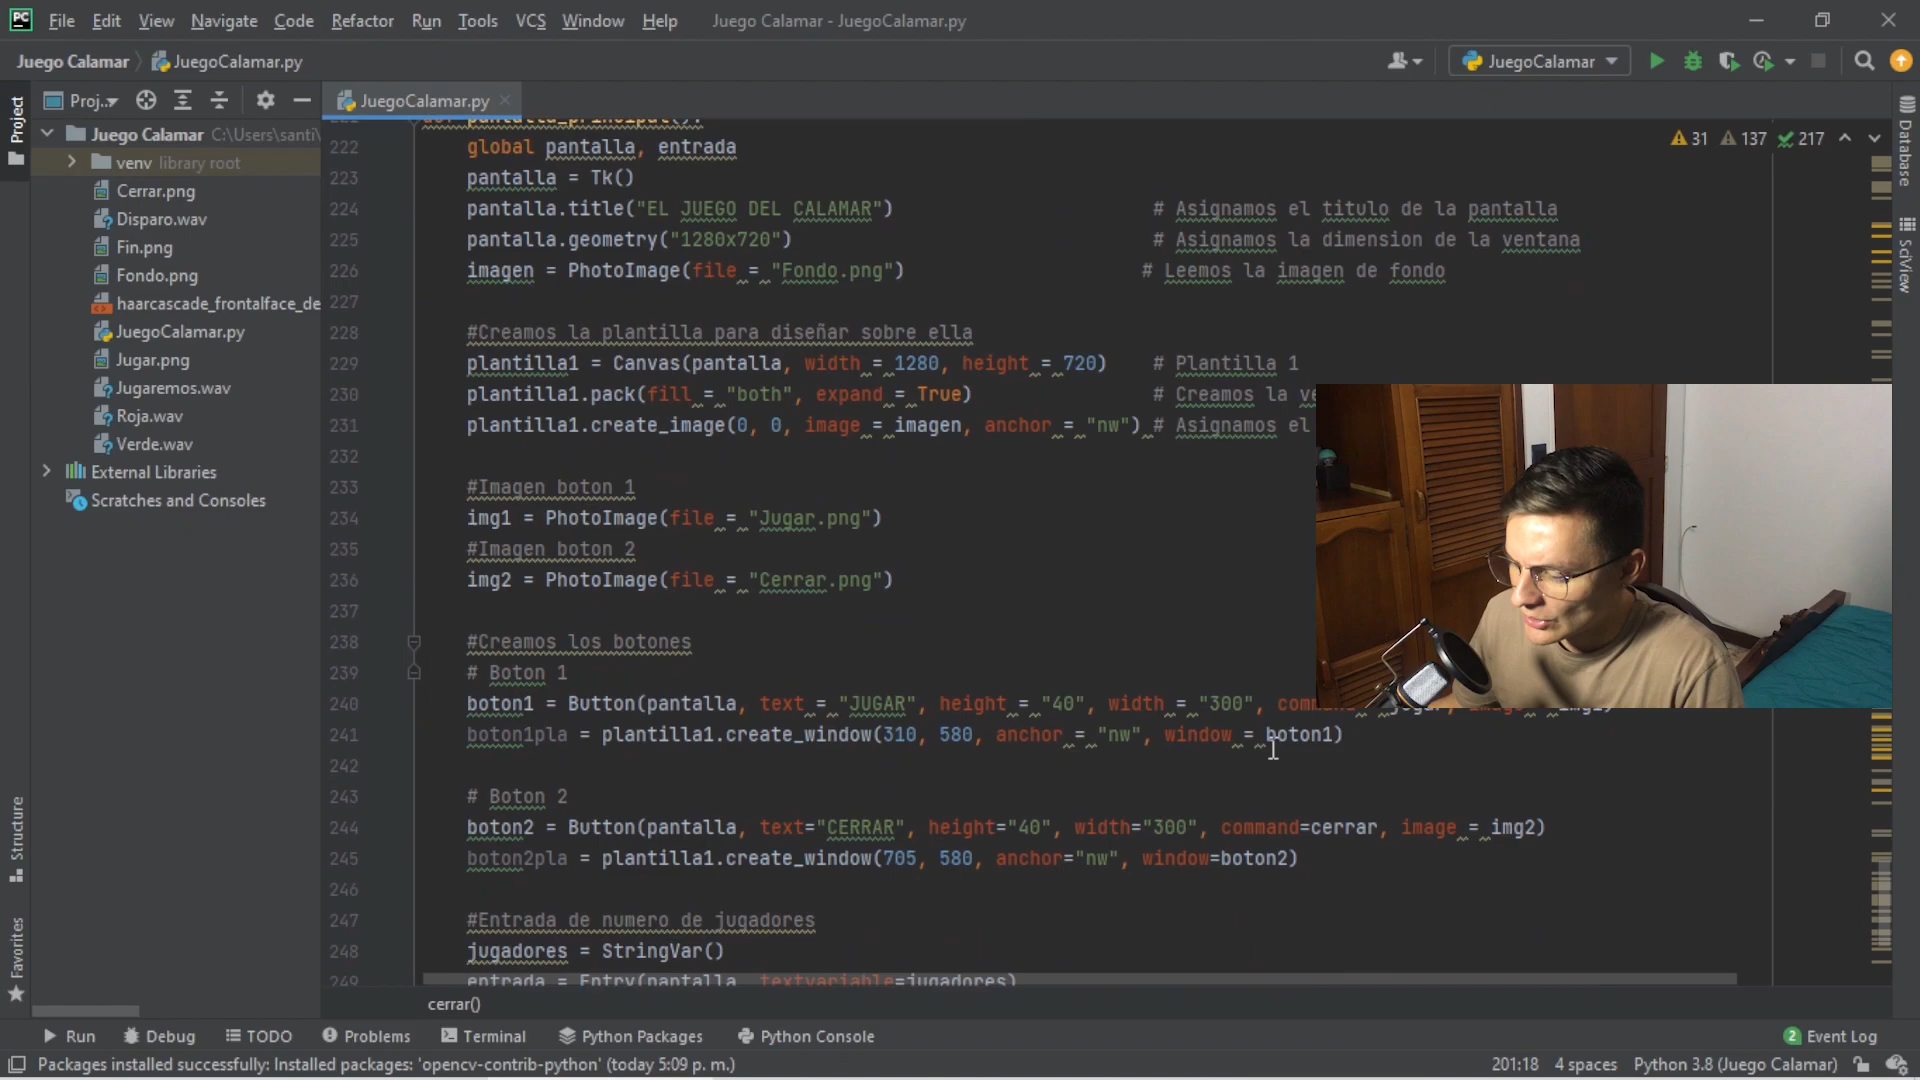 PC File Edit View Navigate Code Refactor Run Tools VCS Window Help Juego Calamar - JuegoCalamar.py
Juego Calamar JuegoCalamar.py JuegoCalamar
Project
Proj..
JuegoCalamar.py
Juego Calamar C:\Users\santi\
venv library root
Cerrar.png
Disparo.wav
Fin.png
Fondo.png
haarcascade_frontalface_de
JuegoCalamar.py
Jugar.png
Jugaremos.wav
Roja.wav
Verde.wav
External Libraries
Scratches and Consoles
31 137 217
222 global pantalla, entrada
223 pantalla = Tk()
224 pantalla.title("EL JUEGO DEL CALAMAR") # Asignamos el titulo de la pantalla
225 pantalla.geometry("1280x720") # Asignamos la dimension de la ventana
226 imagen = PhotoImage(file = "Fondo.png") # Leemos la imagen de fondo
227
228 #Creamos la plantilla para diseñar sobre ella
229 plantilla1 = Canvas(pantalla, width = 1280, height = 720) # Plantilla 1
230 plantilla1.pack(fill = "both", expand = True) # Creamos la ve
231 plantilla1.create_image(0, 0, image = imagen, anchor = "nw") # Asignamos el
232
233 #Imagen boton 1
234 img1 = PhotoImage(file = "Jugar.png")
235 #Imagen boton 2
236 img2 = PhotoImage(file = "Cerrar.png")
237
238 #Creamos los botones
239 # Boton 1
240 boton1 = Button(pantalla, text = "JUGAR", height = "40", width = "300", com
241 boton1pla = plantilla1.create_window(310, 580, anchor = "nw", window = boton1)
242
243 # Boton 2
244 boton2 = Button(pantalla, text="CERRAR", height="40", width="300", command=cerrar, image = img2)
245 boton2pla = plantilla1.create_window(705, 580, anchor="nw", window=boton2)
246
247 #Entrada de numero de jugadores
248 jugadores = StringVar()
249 entrada = Entry(pantalla, textvariable=jugadores)
cerrar()
Database
SciView
Structure
Favorites
Run Debug TODO Problems Terminal Python Packages Python Console 2 Event Log
Packages installed successfully: Installed packages: 'opencv-contrib-python' (today 5:09 p. m.) 201:18 4 spaces Python 3.8 (Juego Calamar)